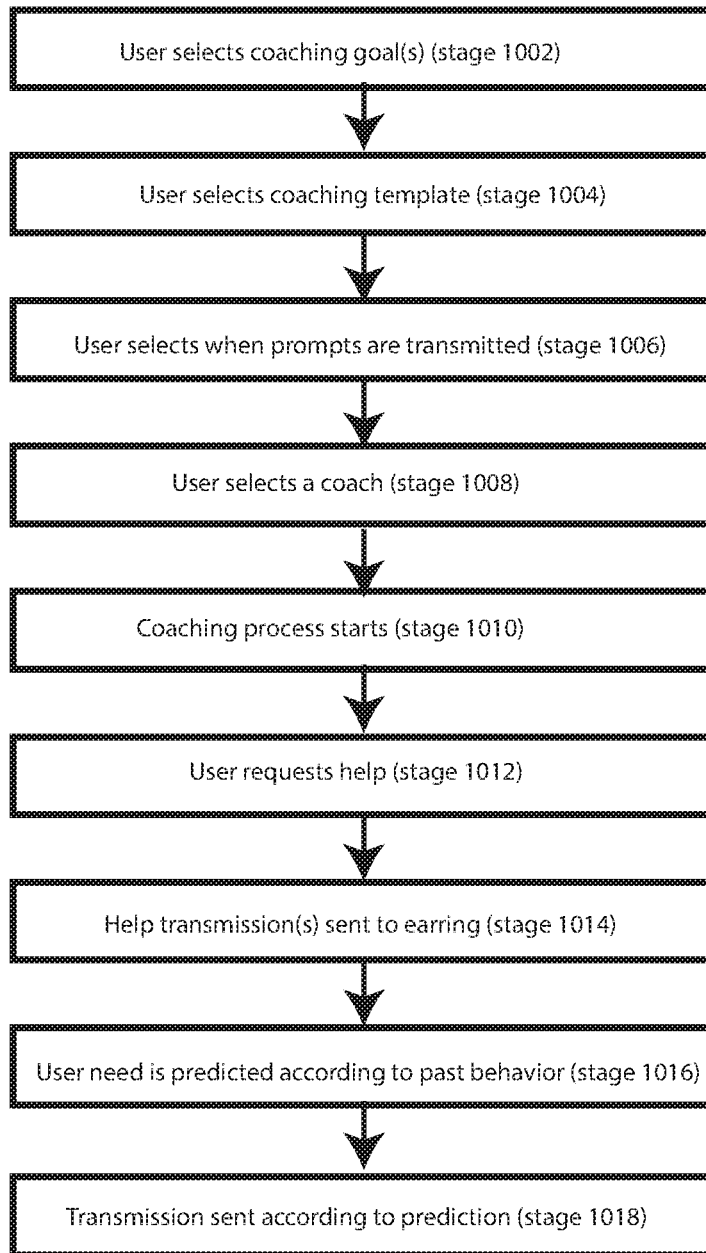 User selects coaching goal(s) (stage 1002)
User selects coaching template (stage 1004)
User selects when prompts are transmitted (stage 1006)
User selects a coach (stage 1008)
Coaching process starts (stage 1010)
User requests help (stage 1012)
Help transmission(s) sent to earring (stage 1014)
User need is predicted according to past behavior (stage 1016)
Transmission sent according to prediction (stage 1018)